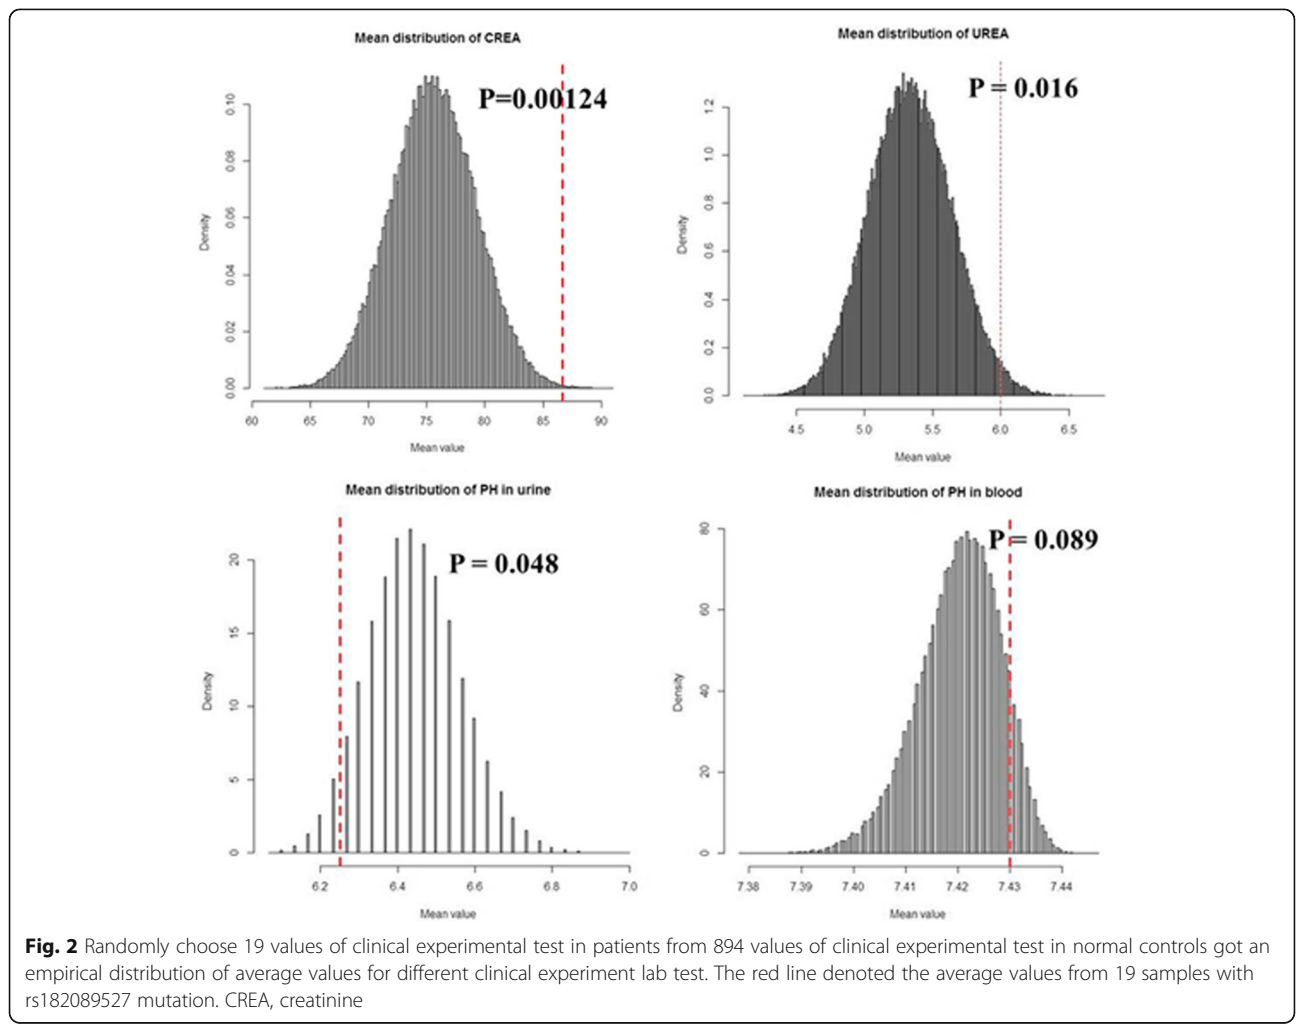 Mean distribution of CREA
P=0.00124
Density
0.00 0.02 0.04 0.06 0.08 0.10
60 65 70 75 80 85 90
Mean value
Mean distribution of UREA
P = 0.016
Density
0.0 0.2 0.4 0.6 0.8 1.0 1.2
4.5 5.0 5.5 6.0 6.5
Mean value
Mean distribution of PH in urine
P = 0.048
Density
0 5 10 15 20
6.2 6.4 6.6 6.8 7.0
Mean value
Mean distribution of PH in blood
P = 0.089
Density
0 20 40 60 80
7.38 7.39 7.40 7.41 7.42 7.43 7.44
Mean value
Fig. 2 Randomly choose 19 values of clinical experimental test in patients from 894 values of clinical experimental test in normal controls got an
empirical distribution of average values for different clinical experiment lab test. The red line denoted the average values from 19 samples with
rs182089527 mutation. CREA, creatinine